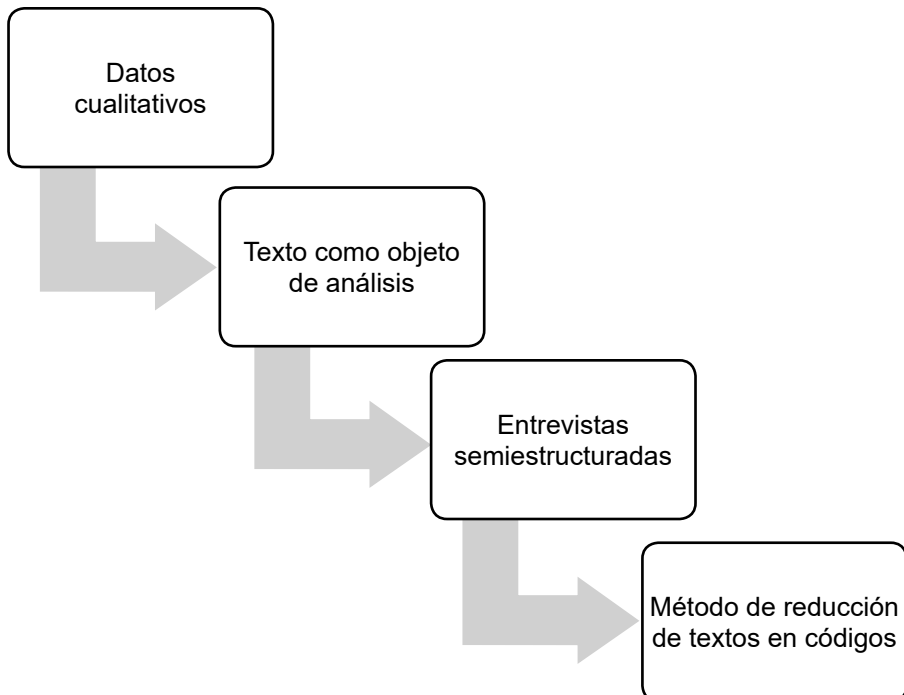 Datos
cualitativos
Texto como objeto
de análisis
Entrevistas
semiestructuradas
Método de reducción
de textos en códigos